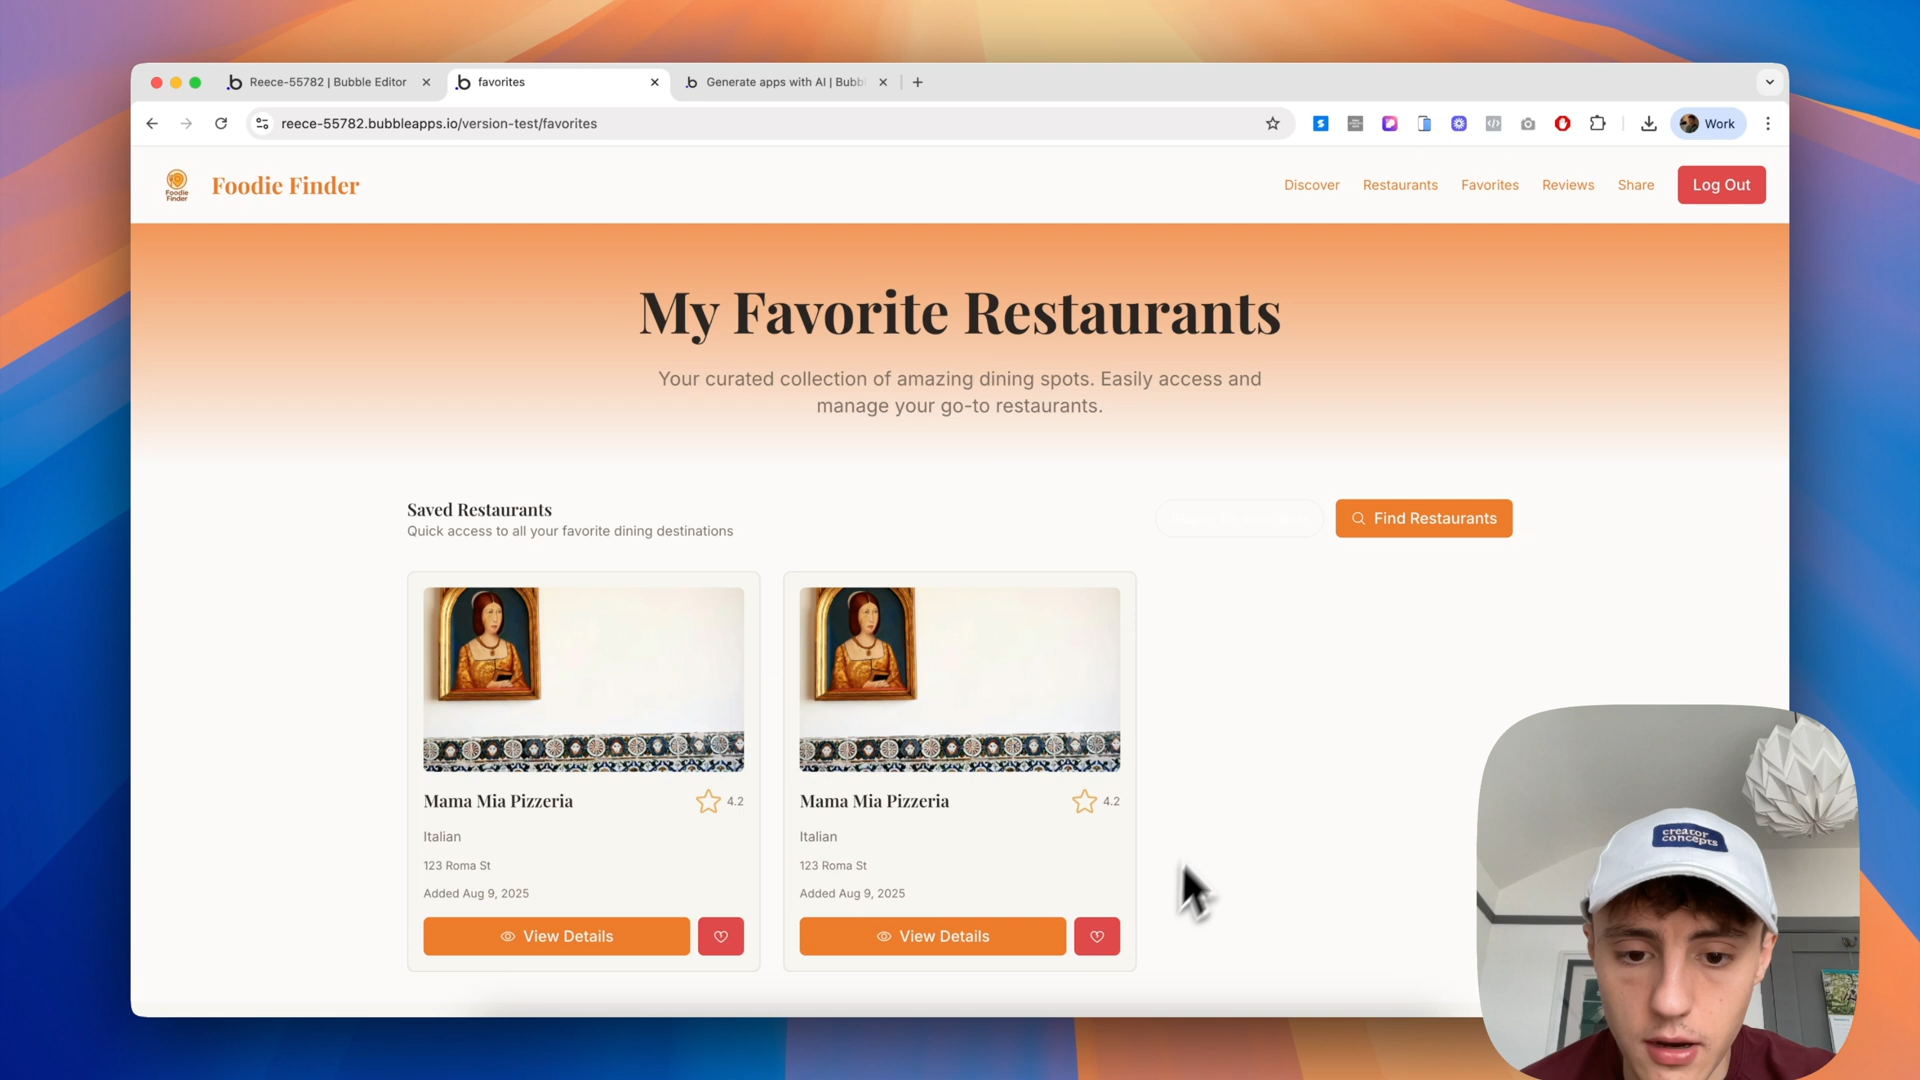 Reece-55782 | Bubble Editor
favorites
Generate apps with AI | Bubb
reece-55782.bubbleapps.io/version-test/favorites
Work
Foodie
Finder
Foodie Finder
Discover
Restaurants
Favorites
Reviews
Share
Log Out
My Favorite Restaurants
Your curated collection of amazing dining spots. Easily access and
manage your go-to restaurants.
Saved Restaurants
Quick access to all your favorite dining destinations
Find Restaurants
Mama Mia Pizzeria
4.2
Italian
123 Roma St
Added Aug 9, 2025
View Details
Mama Mia Pizzeria
4.2
Italian
123 Roma St
Added Aug 9, 2025
View Details
creator
concepts